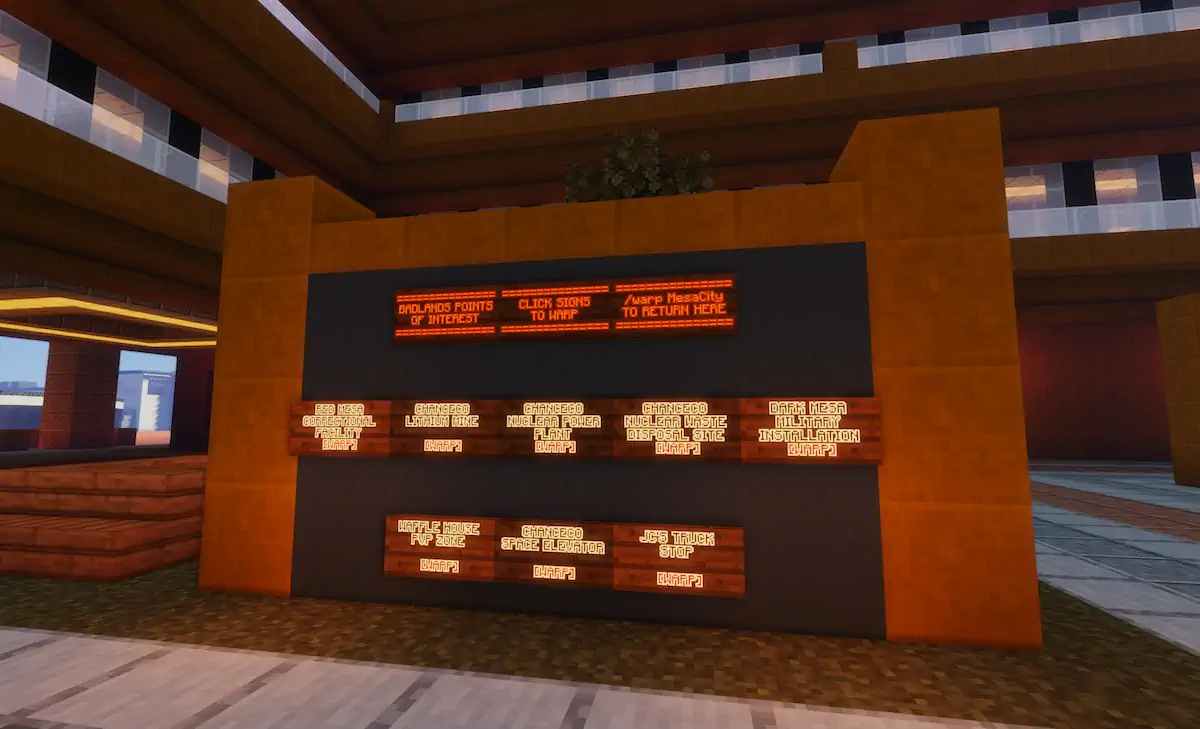 BADLANDS POINTS
OF INTEREST
CLICK SIGNS
TO WARP
/warp MesaCity
TO RETURN HERE
RED MESA
CORRECTIONAL
FACILITY
[WARP]
CHANCECO
LITHIUM MINE
[WARP]
CHANCECO
NUCLEAR POWER
PLANT
[WARP]
CHANCECO
NUCLEAR WASTE
DISPOSAL SITE
[WARP]
DARK MESA
MILITARY
INSTALLATION
[WARP]
WAFFLE HOUSE
PVP ZONE
[WARP]
CHANCECO
SPACE ELEVATOR
[WARP]
JC'S TRUCK
STOP
[WARP]